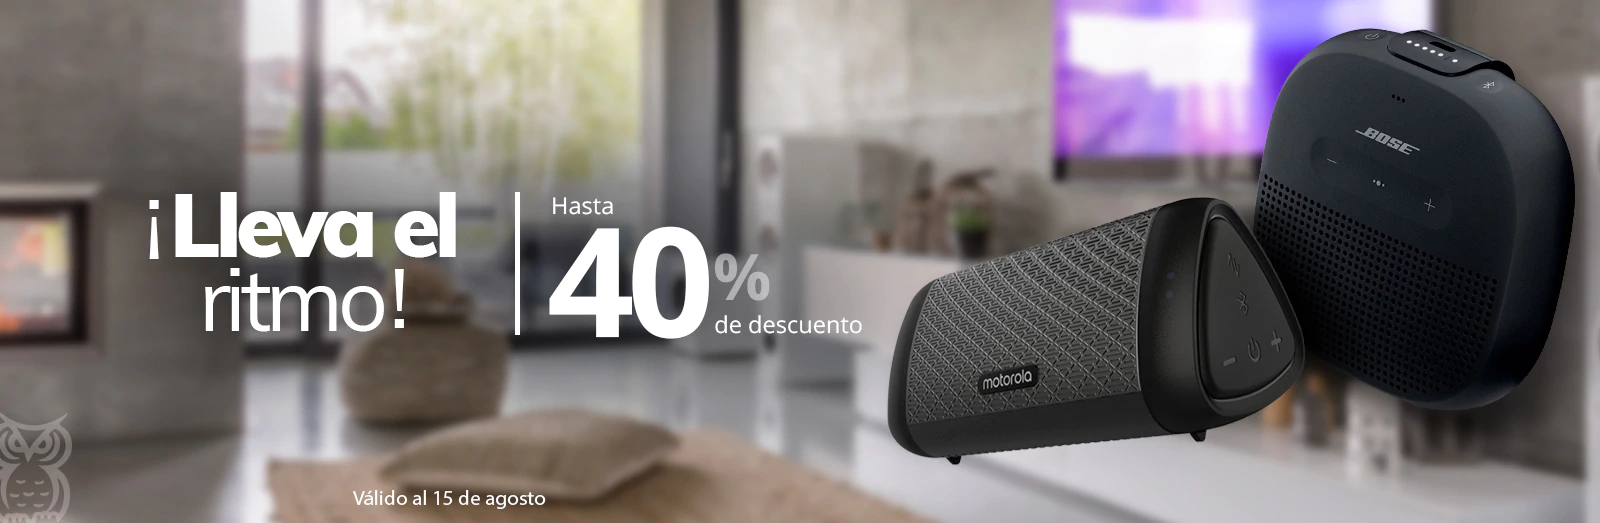 ¡Lleva el
ritmo!
Hasta
40%
de descuento
Válido al 15 de agosto
motorola
BOSE